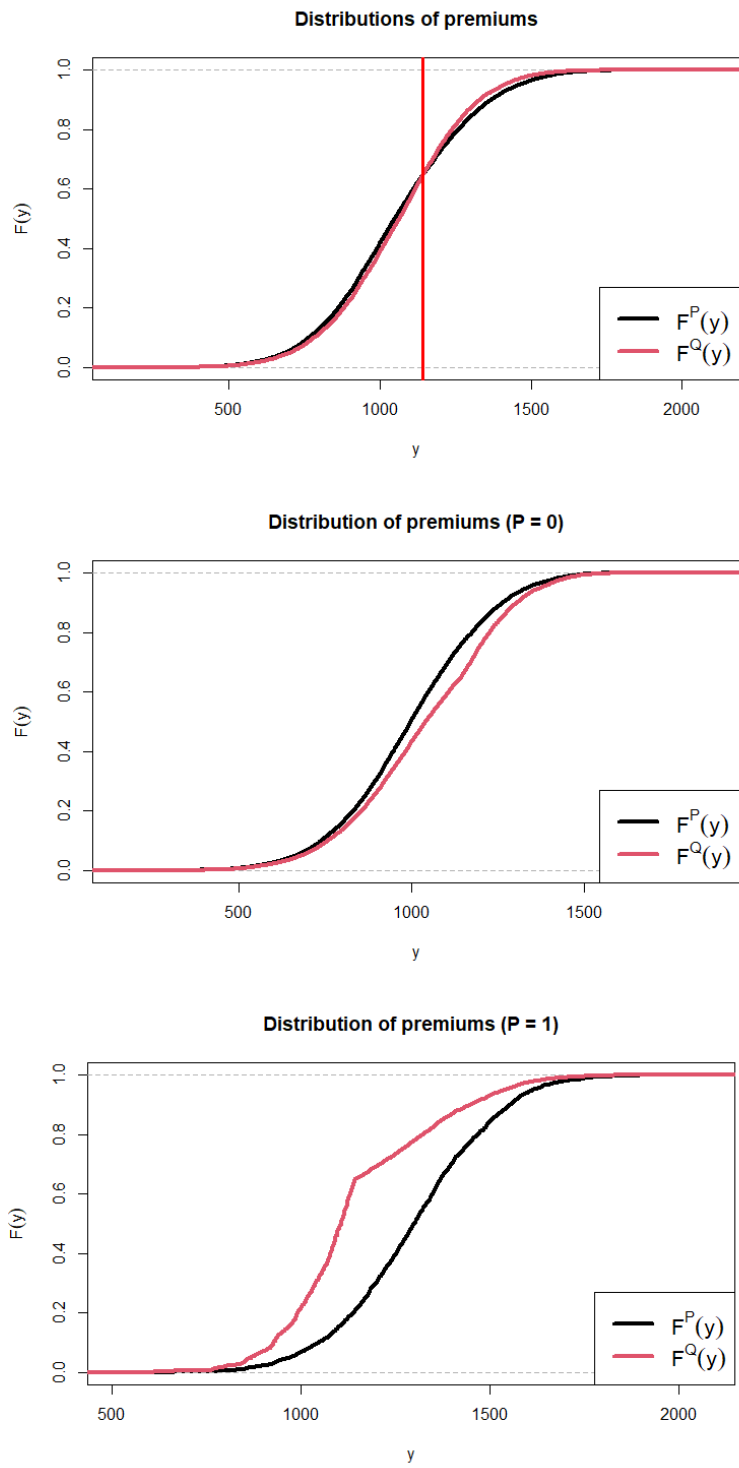 Distributions of premiums
F(y)
1.0
0.8
0.6
0.4
0.2
0.0
F^P(y)
F^Q(y)
500 1000 1500 2000
y
Distribution of premiums (P = 0)
F(y)
1.0
0.8
0.6
0.4
0.2
0.0
F^P(y)
F^Q(y)
500 1000 1500
y
Distribution of premiums (P = 1)
F(y)
1.0
0.8
0.6
0.4
0.2
0.0
F^P(y)
F^Q(y)
500 1000 1500 2000
y